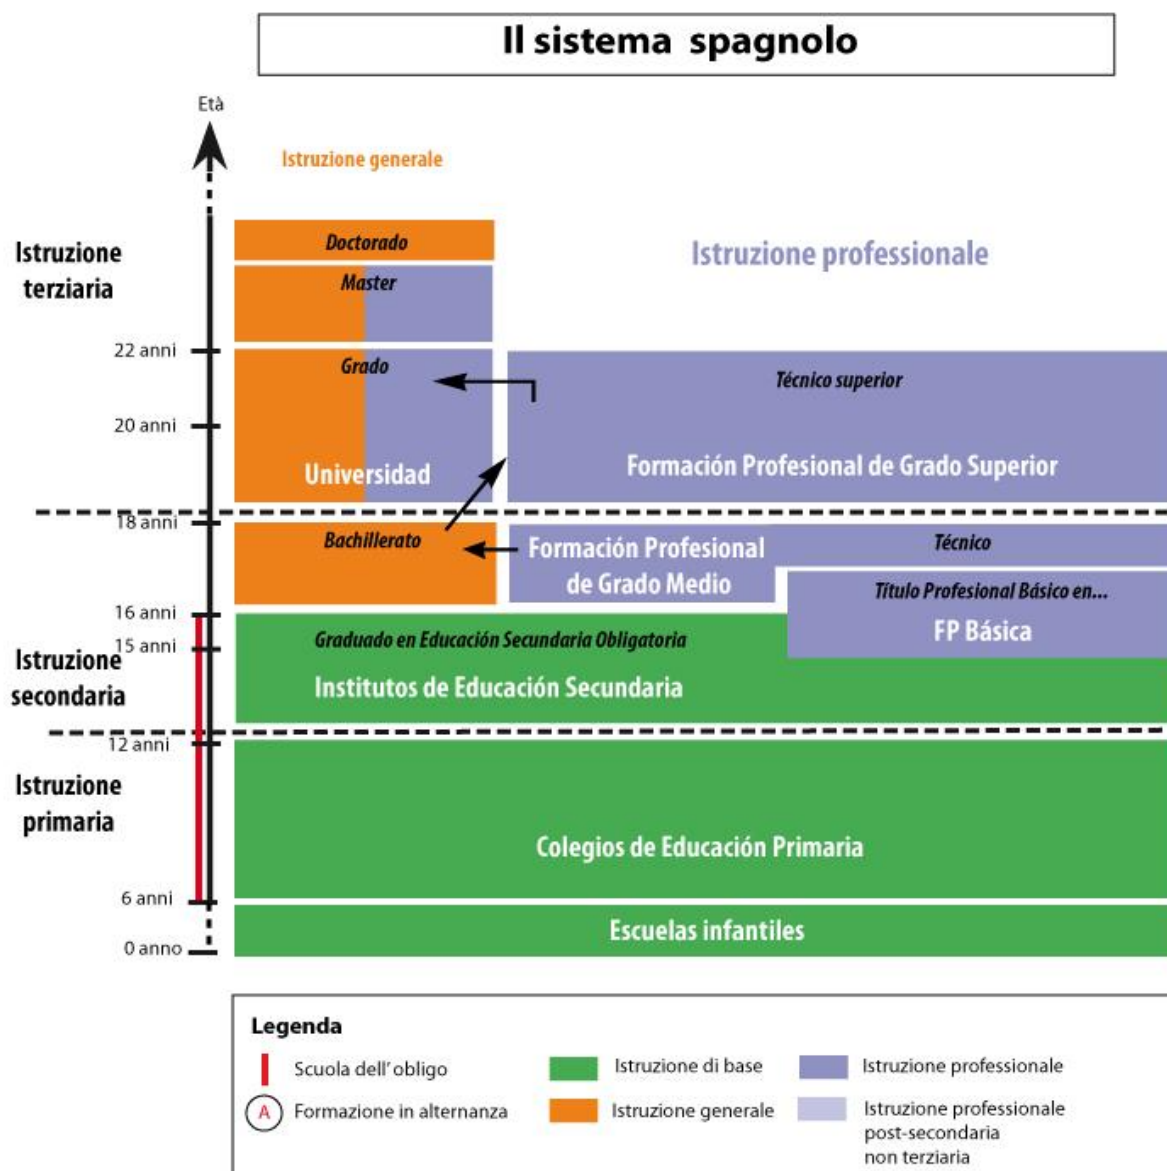 Il sistema spagnolo
Età
Istruzione generale
Istruzione
terziaria
Doctorado
Istruzione professionale
Master
22 anni
Grado
Técnico superior
20 anni
Universidad
Formación Profesional de Grado Superior
18 anni
Bachillerato
Formación Profesional
de Grado Medio
Técnico
Título Profesional Básico en...
FP Básica
16 anni
15 anni
Istruzione
secondaria
Graduado en Educación Secundaria Obligatoria
Institutos de Educación Secundaria
12 anni
Istruzione
primaria
Colegios de Educación Primaria
6 anni
Escuelas infantiles
0 anno
Legenda
Scuola dell'obligo
A Formazione in alternanza
Istruzione di base
Istruzione generale
Istruzione professionale
Istruzione professionale
post-secondaria
non terziaria